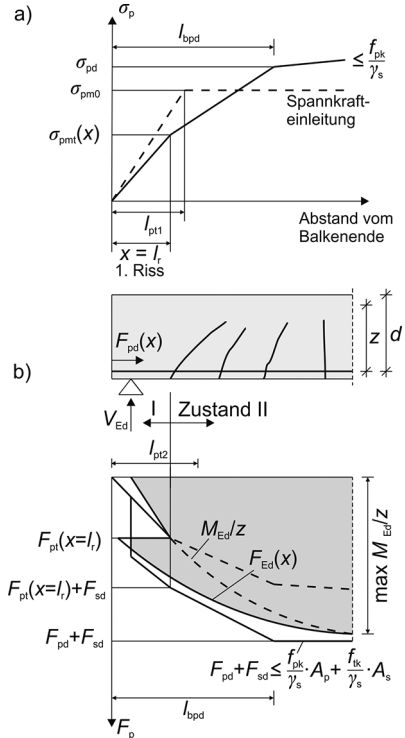 a)
σp
lbpd
σpd
≤ fpk/γs
σpm0
Spannkraft-
einleitung
σpmt(x)
lpt1
Abstand vom
Balkenende
x = lr
1. Riss
Fpd(x)
z
d
b)
VEd
I
Zustand II
lpt2
MEd/z
FEd(x)
max MEd/z
Fpt(x=lr)
Fpt(x=lr)+Fsd
Fpd+Fsd
Fpd+Fsd ≤ fpk/γs · Ap + ftk/γs · As
lbpd
Fp